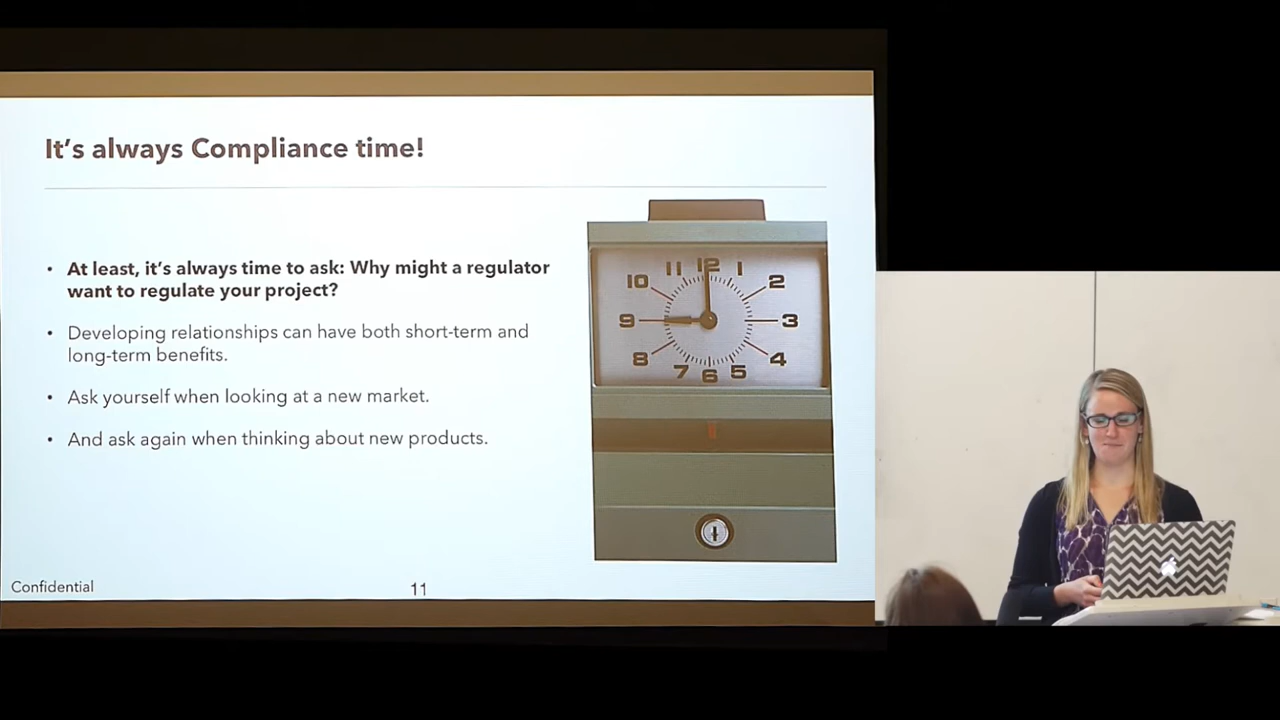 It's always Compliance time!
• At least, it's always time to ask: Why might a regulator
want to regulate your project?
• Developing relationships can have both short-term and
long-term benefits.
• Ask yourself when looking at a new market.
• And ask again when thinking about new products.
11 12 1
10 2
9 3
8 4
7 6 5
Confidential
11